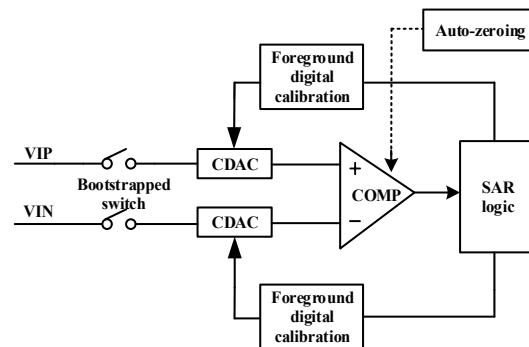 Auto-zeroing
Foreground
digital
calibration
VIP
CDAC
+
COMP
SAR
logic
Bootstrapped
switch
VIN
CDAC
−
Foreground
digital
calibration